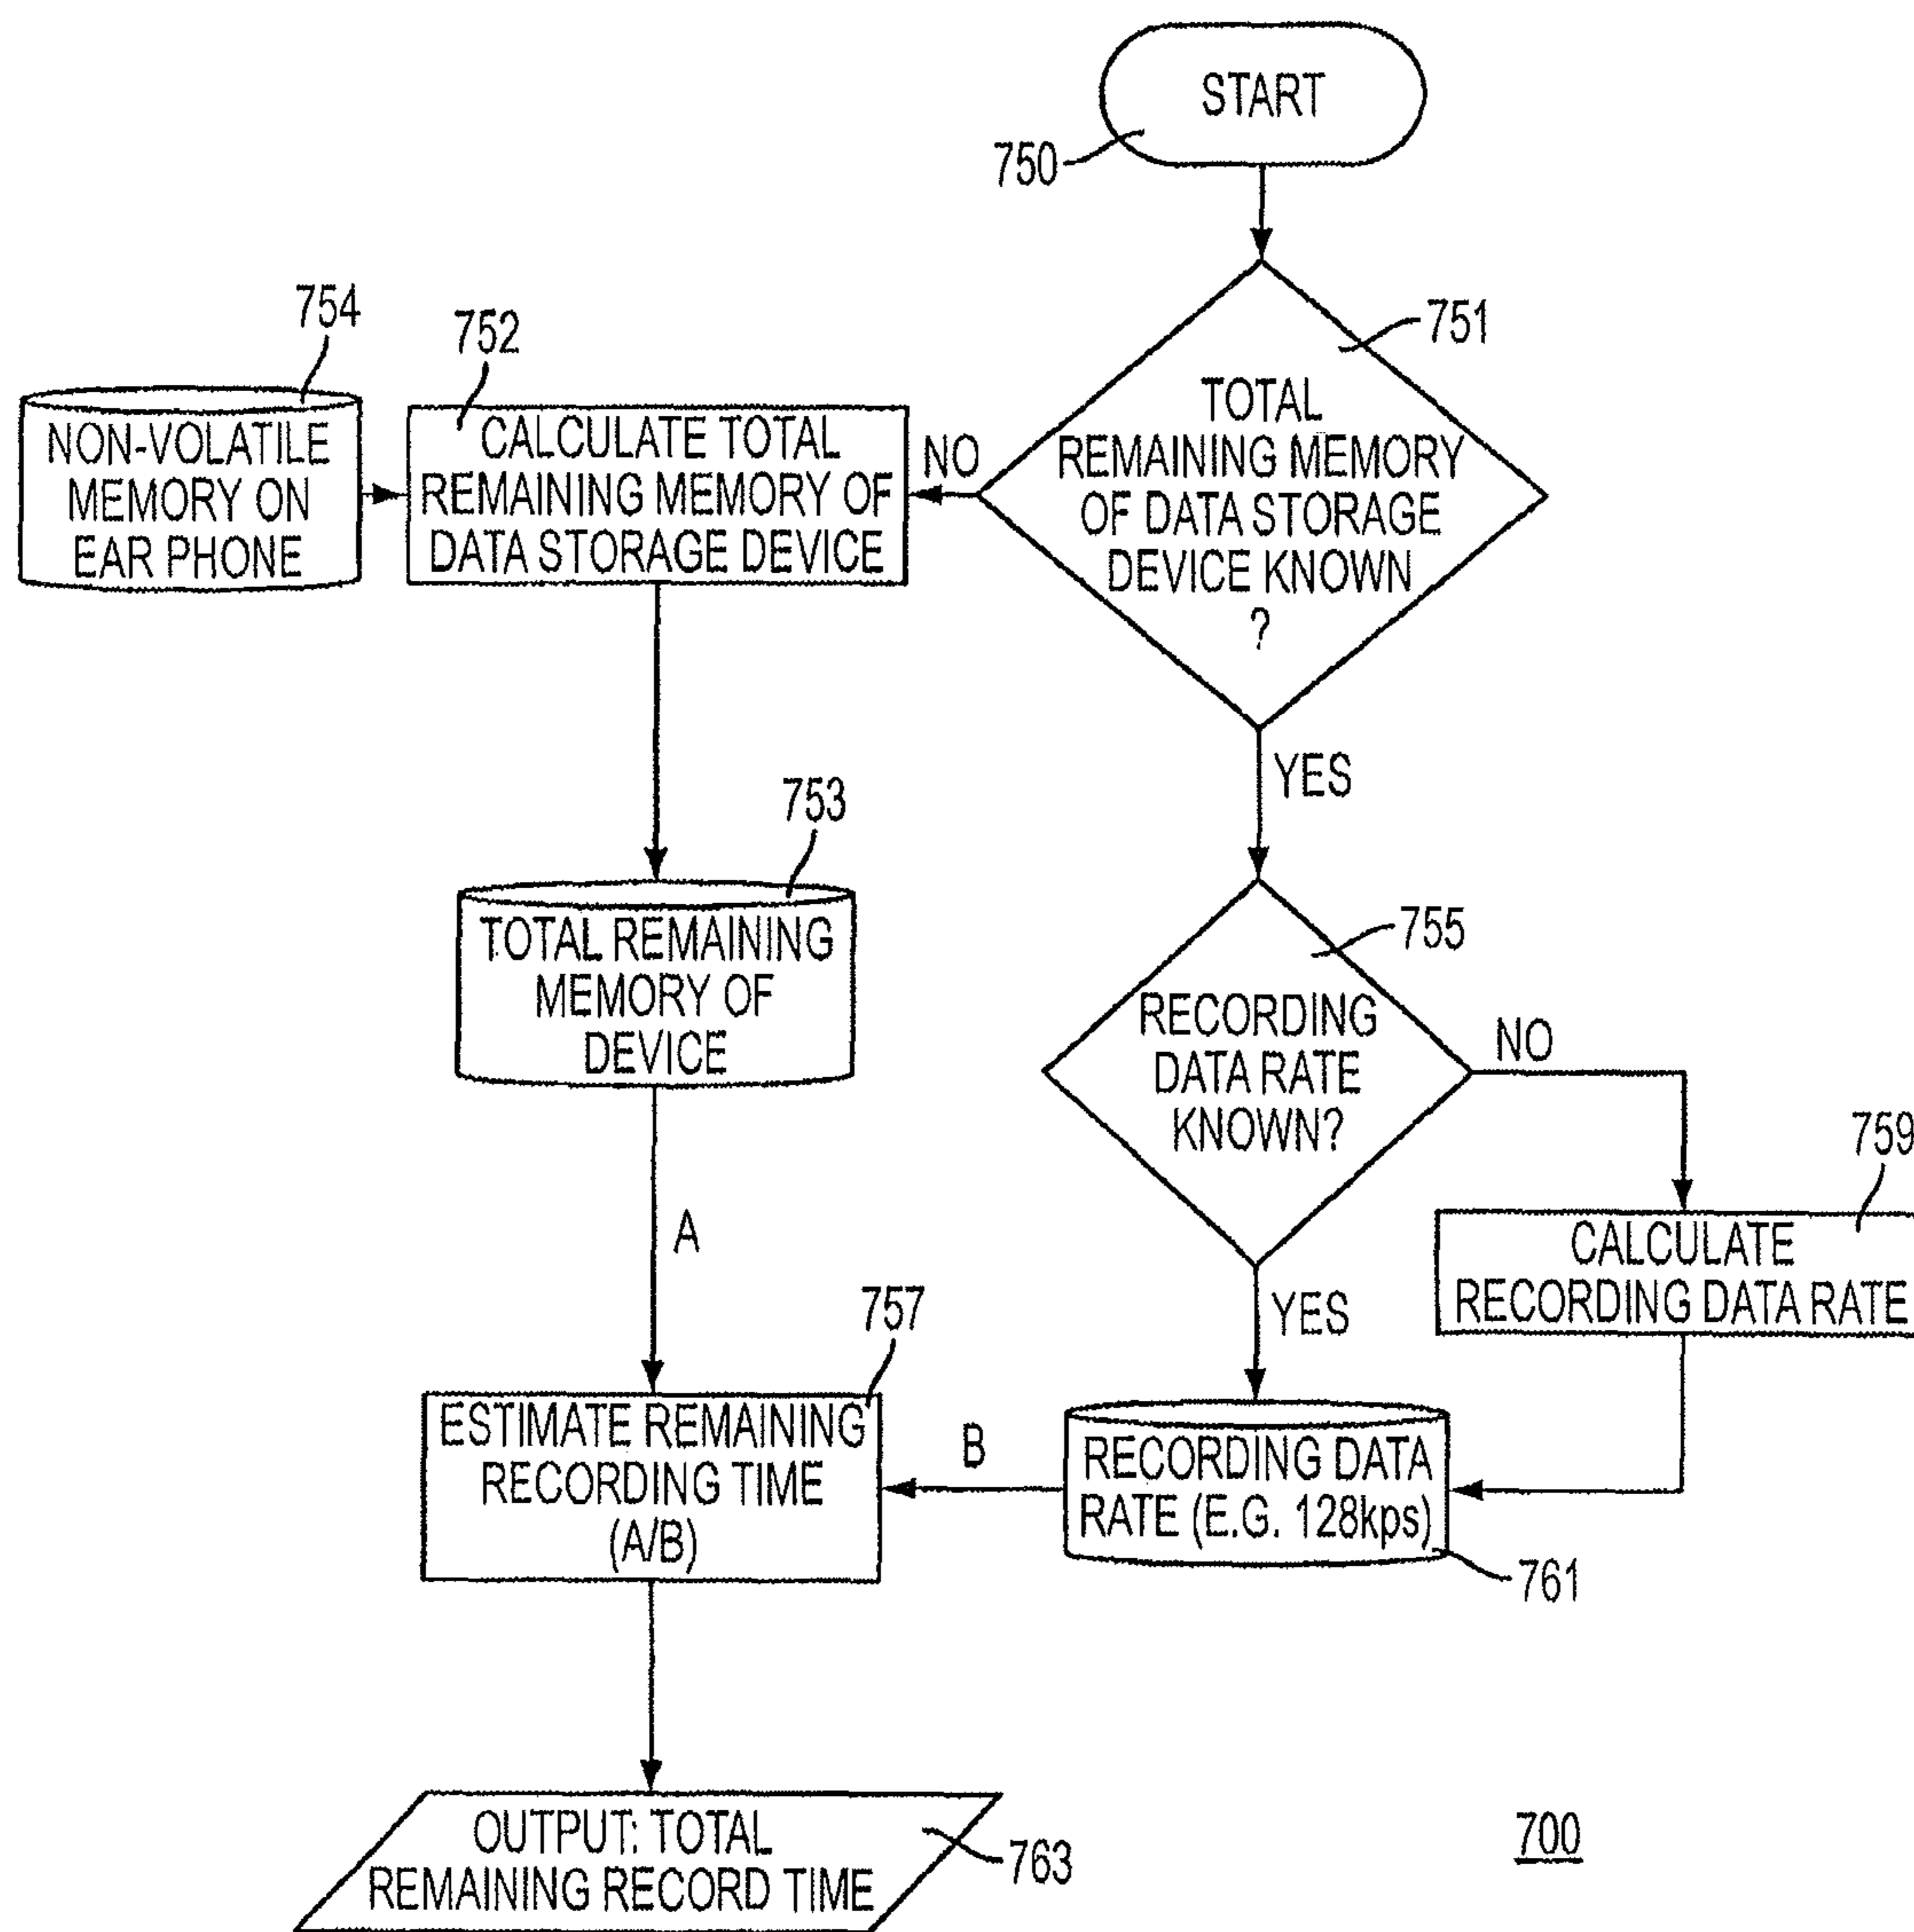 START
750
751
TOTAL
REMAINING MEMORY
OF DATA STORAGE
DEVICE KNOWN
?
NO
752
CALCULATE TOTAL
REMAINING MEMORY OF
DATA STORAGE DEVICE
754
NON-VOLATILE
MEMORY ON
EAR PHONE
YES
753
TOTAL REMAINING
MEMORY OF
DEVICE
755
RECORDING
DATA RATE
KNOWN?
NO
759
CALCULATE
RECORDING DATA RATE
YES
A
757
ESTIMATE REMAINING
RECORDING TIME
(A/B)
B
RECORDING DATA
RATE (E.G. 128kps)
761
OUTPUT: TOTAL
REMAINING RECORD TIME
763
700